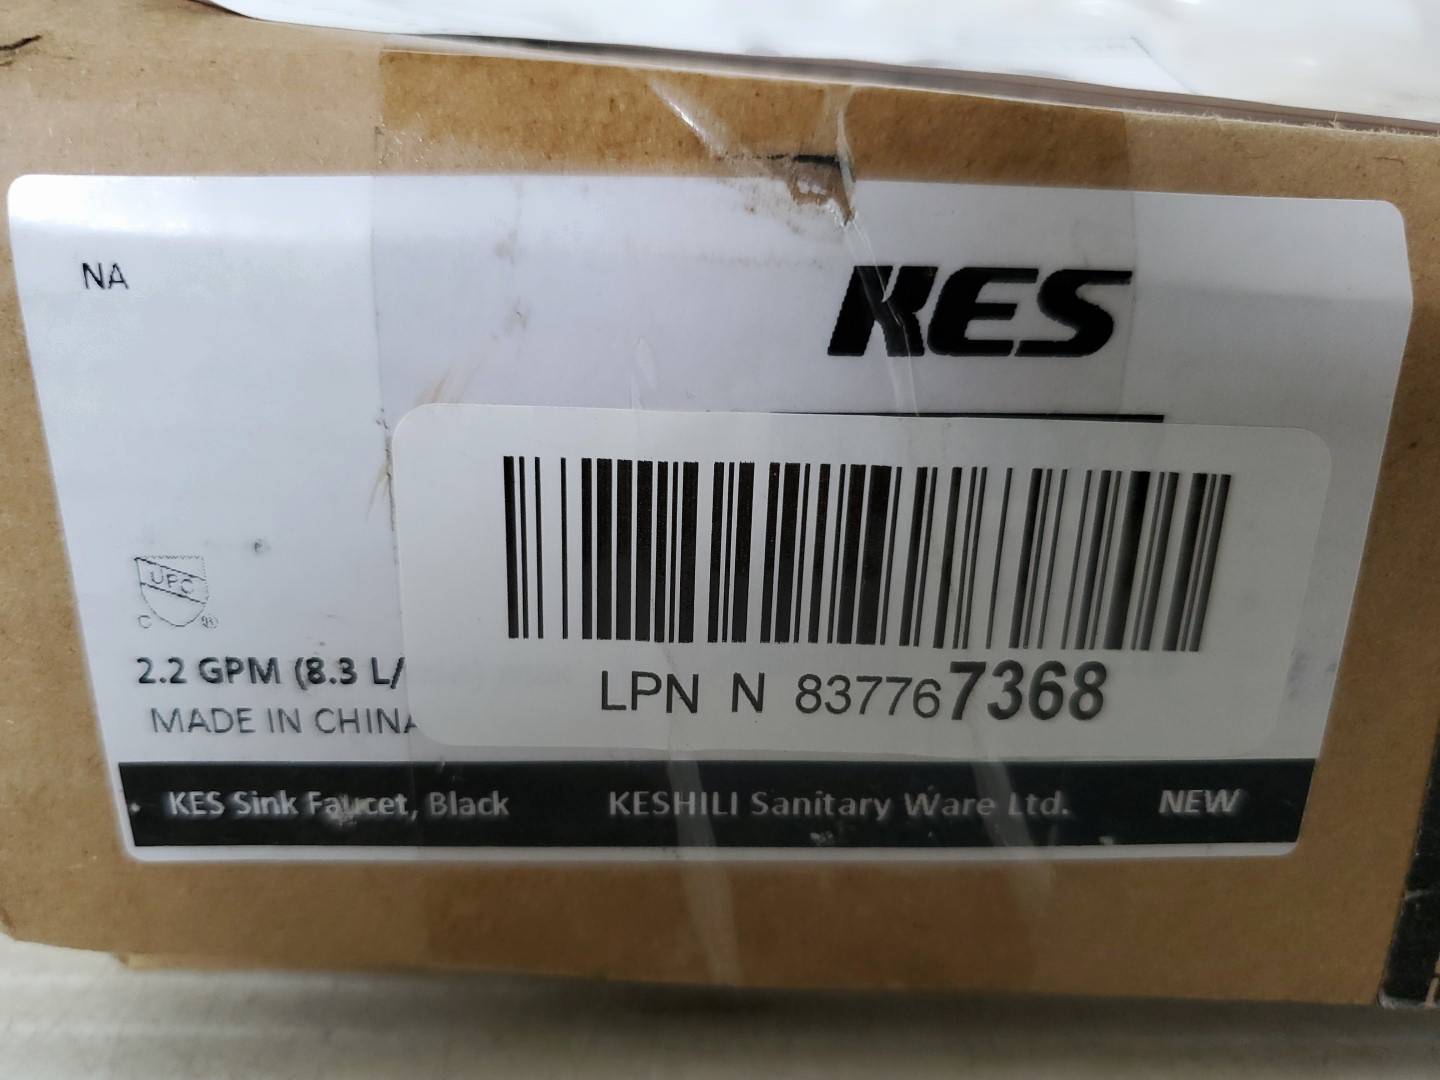 NA
KES
UPC
C ®
2.2 GPM (8.3 L/
MADE IN CHINA
LPN N 837767368
KES Sink Faucet, Black KESHILI Sanitary Ware Ltd. NEW